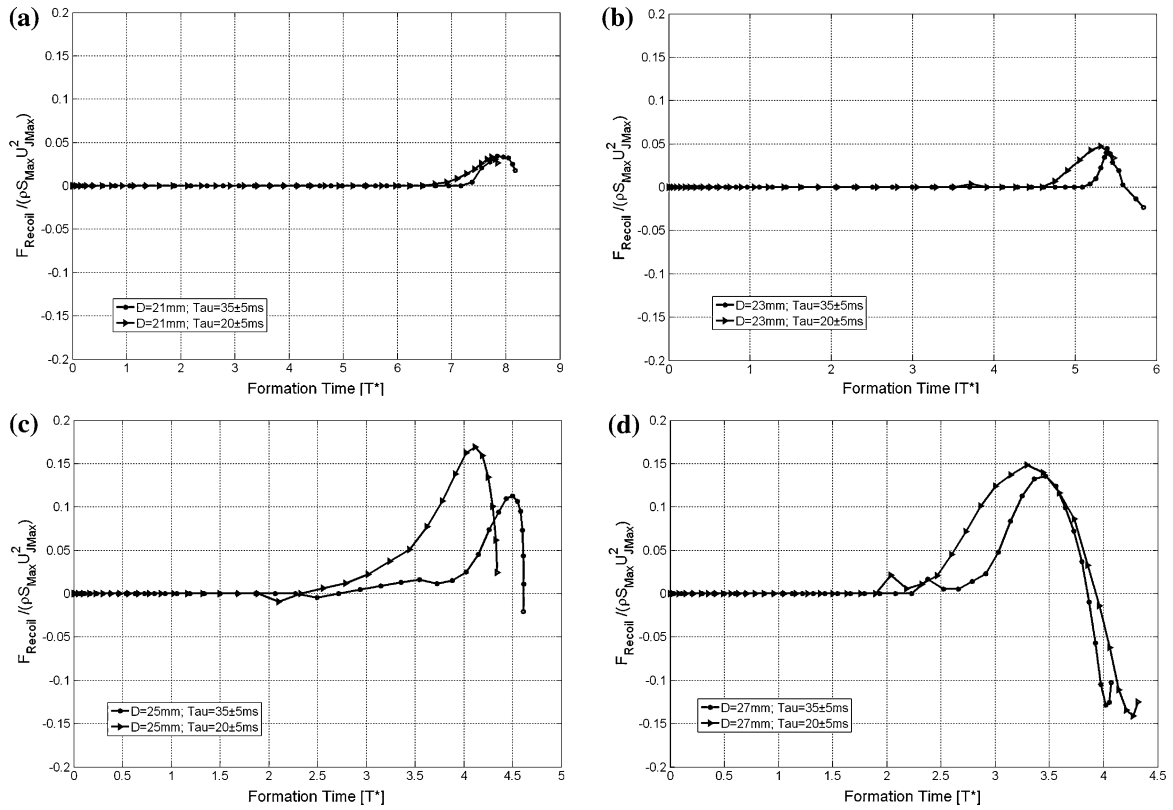 (a)
0.2
0.15
0.1
0.05
0
0.05
-0.1
-0.15
-0.2
F_Recoil /(ρS_Max U²_JMax)
D=21mm; Tau=35±5ms
D=21mm; Tau=20±5ms
0 1 2 3 4 5 6 7 8 9
Formation Time [T*]
(b)
0.2
0.15
0.1
0.05
0
0.05
-0.1
-0.15
-0.2
F_Recoil /(ρS_Max U²_JMax)
D=23mm; Tau=35±5ms
D=23mm; Tau=20±5ms
0 1 2 3 4 5 6
Formation Time [T*]
(c)
0.2
0.15
0.1
0.05
0
0.05
-0.1
-0.15
-0.2
F_Recoil /(ρS_Max U²_JMax)
D=25mm; Tau=35±5ms
D=25mm; Tau=20±5ms
0 0.5 1 1.5 2 2.5 3 3.5 4 4.5 5
Formation Time [T*]
(d)
0.2
0.15
0.1
0.05
0
0.05
-0.1
-0.15
-0.2
F_Recoil /(ρS_Max U²_JMax)
D=27mm; Tau=35±5ms
D=27mm; Tau=20±5ms
0 0.5 1 1.5 2 2.5 3 3.5 4 4.5
Formation Time [T*]